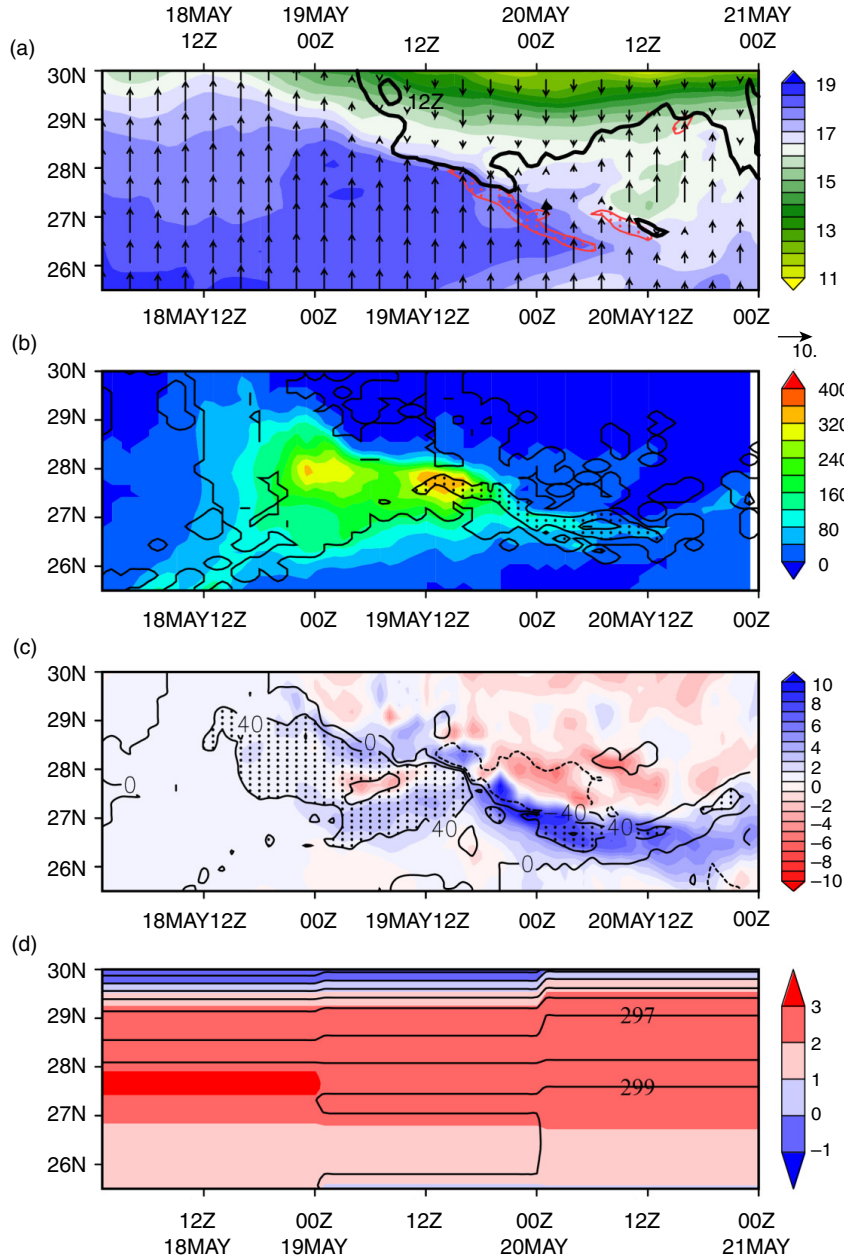 18MAY 19MAY 20MAY 21MAY
12Z 00Z 12Z 00Z 12Z 00Z
(a)
30N
29N
28N
27N
26N
12Z
19
17
15
13
11
18MAY12Z 00Z 19MAY12Z 00Z 20MAY12Z 00Z
10.
(b)
30N
29N
28N
27N
26N
400
320
240
160
80
0
18MAY12Z 00Z 19MAY12Z 00Z 20MAY12Z 00Z
(c)
30N
29N
28N
27N
26N
0
40
0
40
-40
40
0
10
8
6
4
2
0
−2
−4
−6
−8
−10
18MAY12Z 00Z 19MAY12Z 00Z 20MAY12Z 00Z
(d)
30N
29N
28N
27N
26N
297
299
3
2
1
0
−1
12Z 00Z 12Z 00Z 12Z 00Z
18MAY 19MAY 20MAY 21MAY